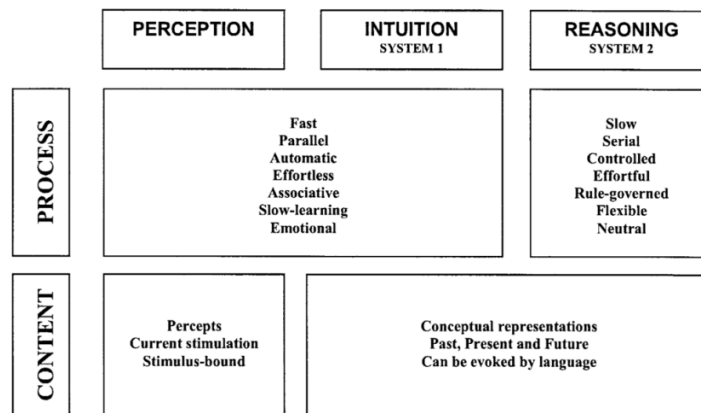 PERCEPTION
INTUITION
SYSTEM 1
REASONING
SYSTEM 2
PROCESS
Fast
Parallel
Automatic
Effortless
Associative
Slow-learning
Emotional
Slow
Serial
Controlled
Effortful
Rule-governed
Flexible
Neutral
CONTENT
Percepts
Current stimulation
Stimulus-bound
Conceptual representations
Past, Present and Future
Can be evoked by language